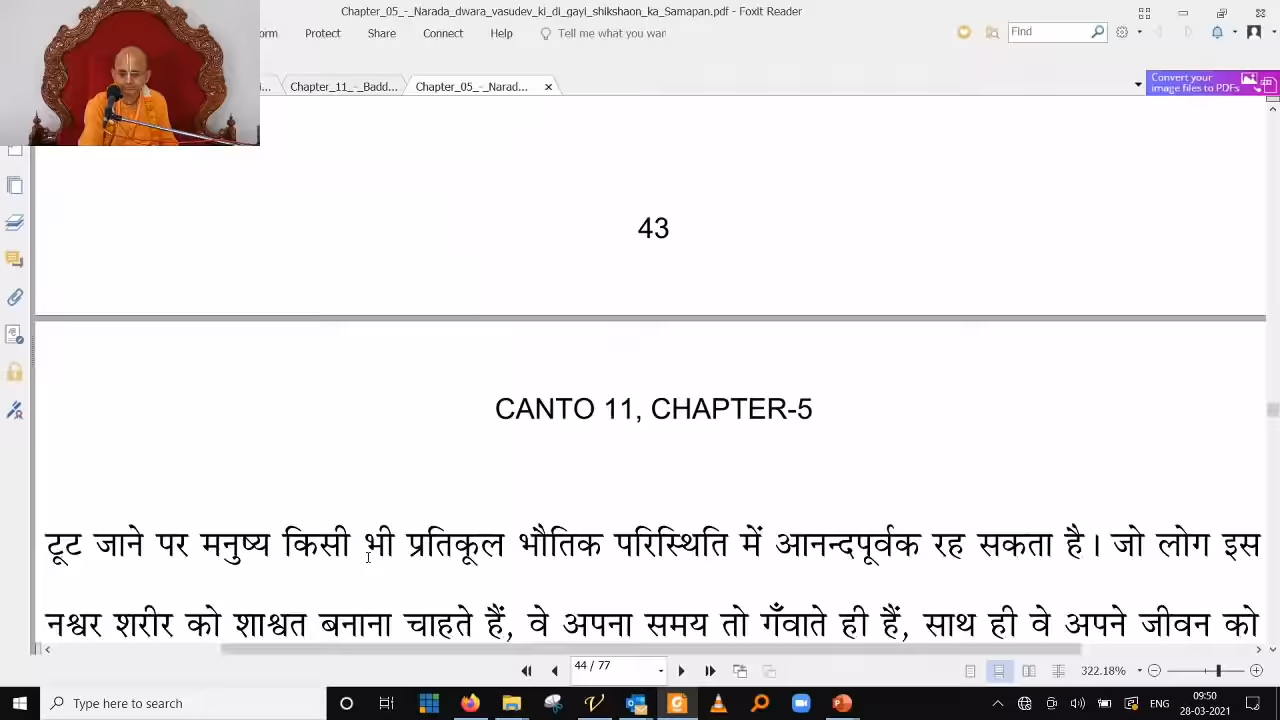 Chapter_05_-_Narada_dwara_vasudev_ki_di_gayi_shikshaon_ka_Samapan.pdf - Foxit Reader
orm Protect Share Connect Help Tell me what you wan
Find
... Chapter_11_-_Badd... Chapter_05_-_Narad...
Convert your
image files to PDFs
43
CANTO 11, CHAPTER-5
टूट जाने पर मनुष्य किसी भी प्रतिकूल भौतिक परिस्थिति में आनन्दपूर्वक रह सकता है। जो लोग इस
नश्वर शरीर को शाश्वत बनाना चाहते हैं, वे अपना समय तो गँवाते ही हैं, साथ ही वे अपने जीवन को
44 / 77
322.18%
Type here to search
ENG
09:50
28-03-2021